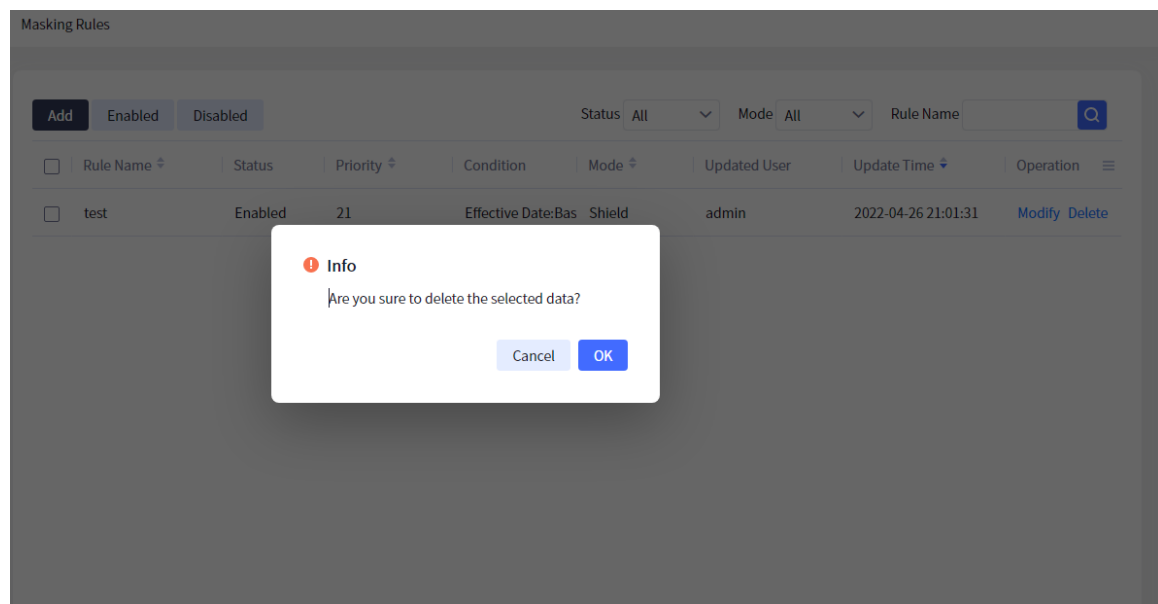 Masking Rules
Add Enabled Disabled Status All Mode All Rule Name
Rule Name Status Priority Condition Mode Updated User Update Time Operation
test Enabled 21 Effective Date:Bas Shield admin 2022-04-26 21:01:31 Modify Delete
Info
Are you sure to delete the selected data?
Cancel OK